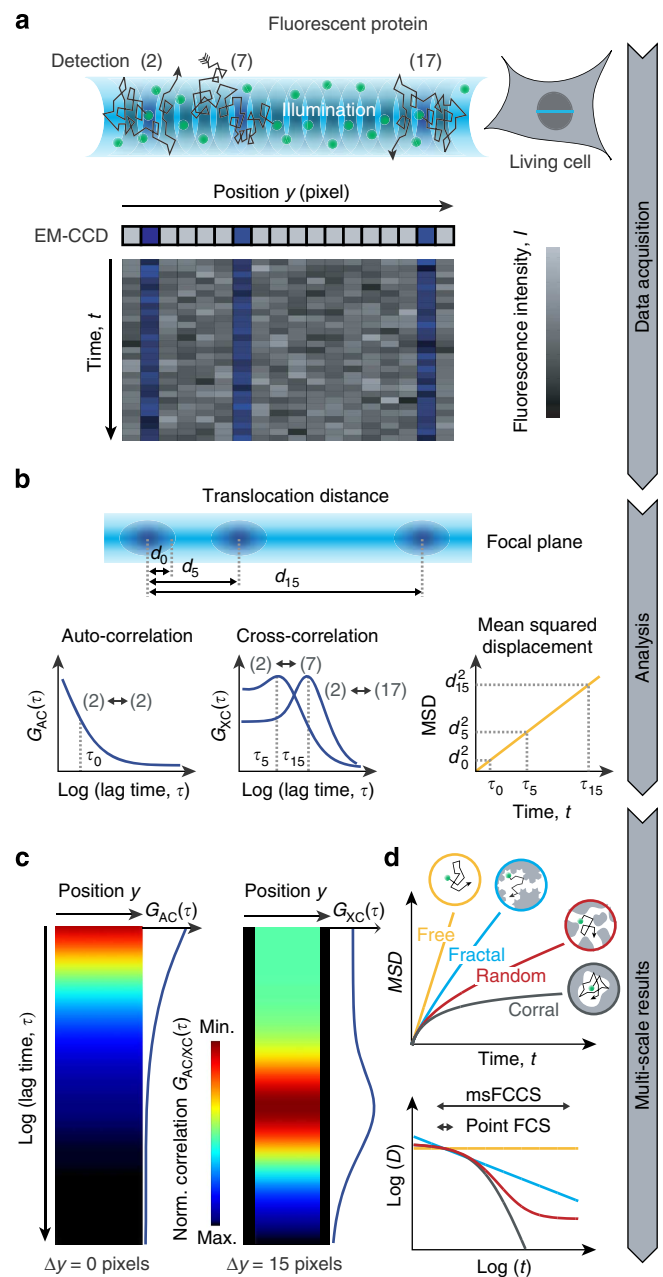 a
Fluorescent protein
Detection (2) (7) (17)
Illumination
Living cell
Position y (pixel)
EM-CCD
Time, t
Fluorescence intensity, I
Data acquisition
b
Translocation distance
Focal plane
d0
d5
d15
Auto-correlation
GAC(τ)
(2) ↔ (2)
τ0
Log (lag time, τ)
Cross-correlation
GXC(τ)
(2) ↔ (7)
(2) ↔ (17)
τ5 τ15
Log (lag time, τ)
Mean squared
displacement
MSD
d²15
d²5
d²0
τ0 τ5 τ15
Time, t
Analysis
c
Position y
GAC(τ)
Log (lag time, τ)
Δy = 0 pixels
Norm. correlation GAC/XC(τ)
Min.
Max.
Position y
GXC(τ)
Δy = 15 pixels
d
MSD
Free
Fractal
Random
Corral
Time, t
msFCCS
Point FCS
Log (D)
Log (t)
Multi-scale results